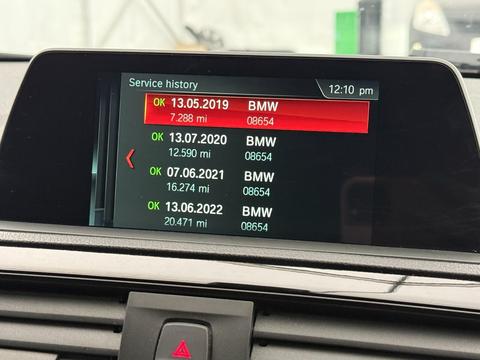 Service history
12:10 pm
OK 13.05.2019 BMW
7.288 mi 08654
OK 13.07.2020 BMW
12.590 mi 08654
OK 07.06.2021 BMW
16.274 mi 08654
OK 13.06.2022 BMW
20.471 mi 08654